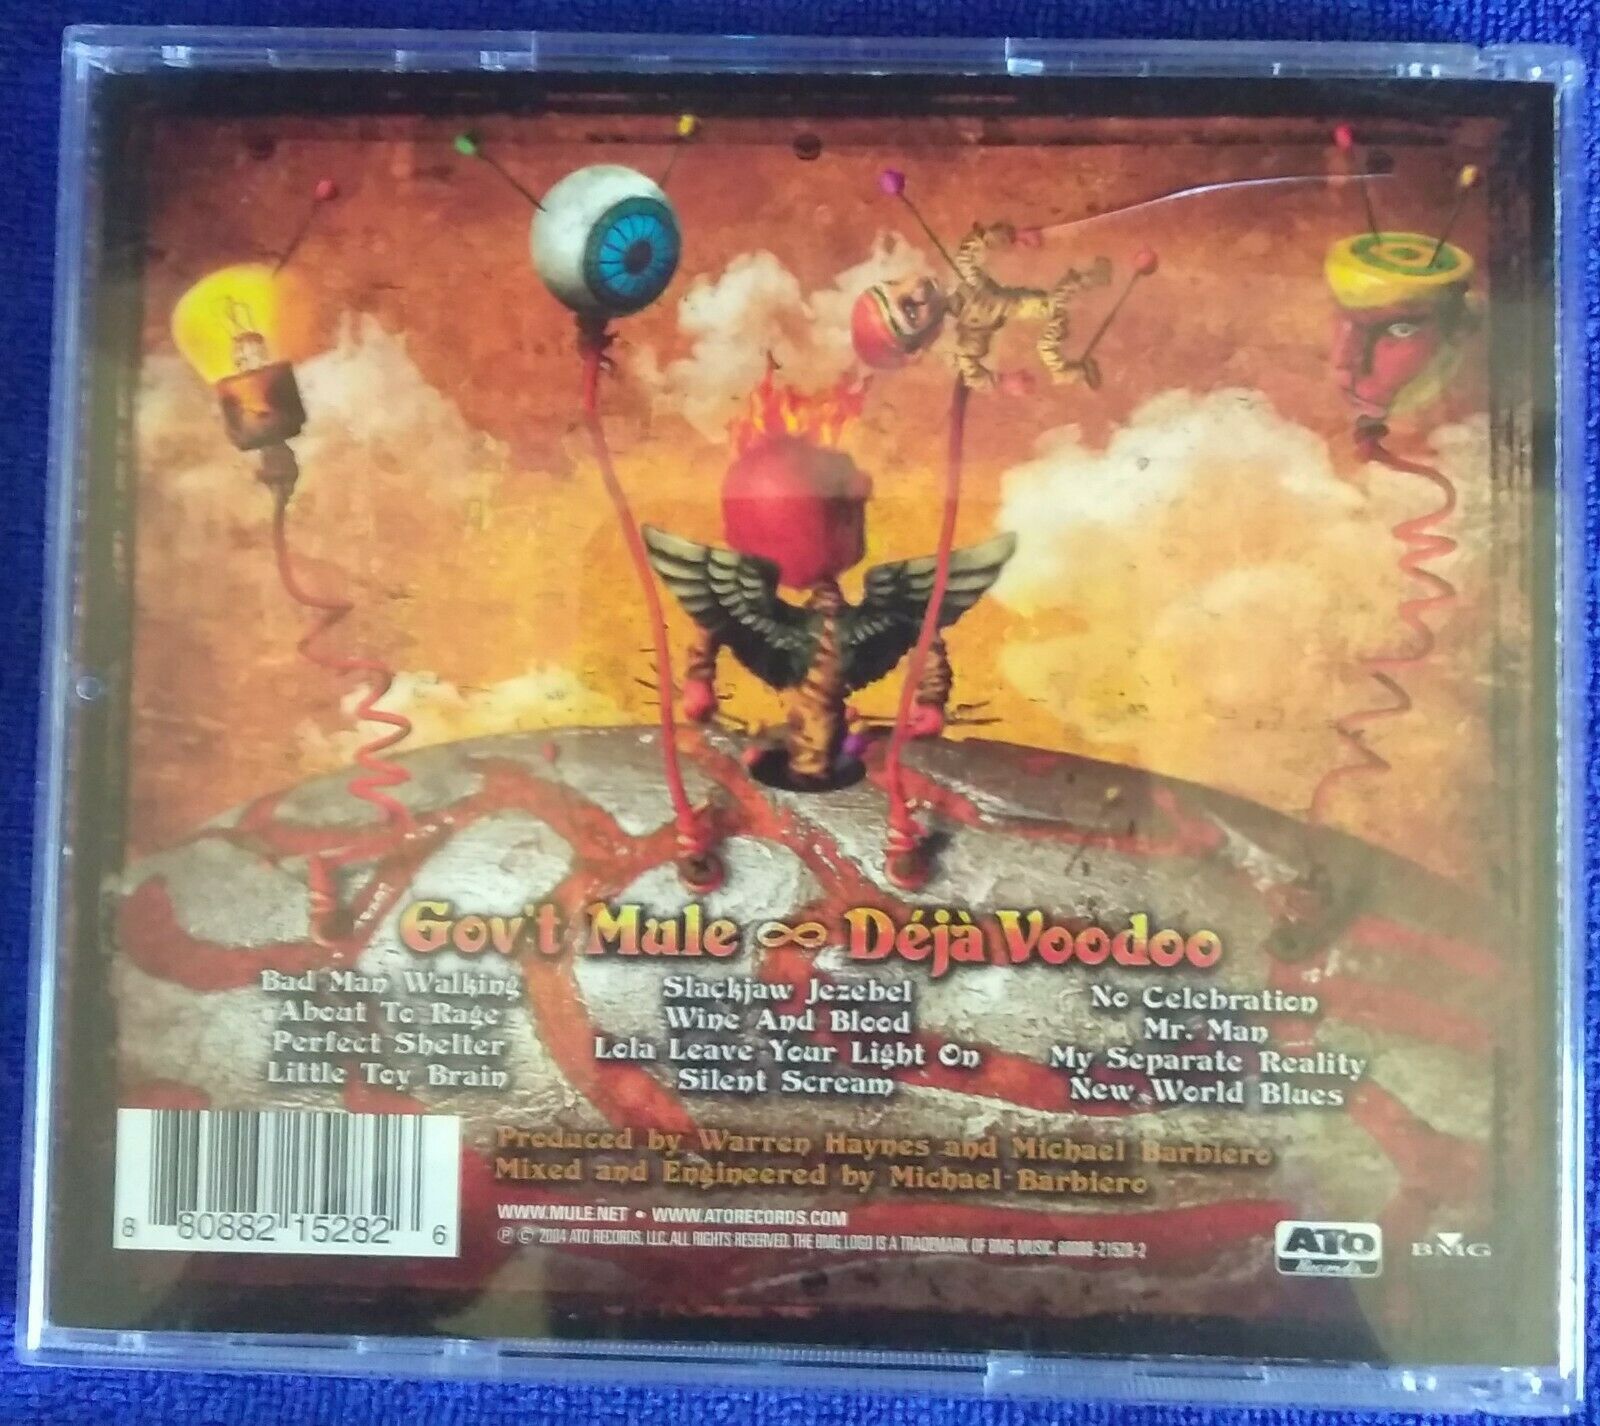 Gov't Mule ∞ Déjà Voodoo
Bad Man Walking
About To Rage
Perfect Shelter
Little Toy Brain
Slackjaw Jezebel
Wine And Blood
Lola Leave Your Light On
Silent Scream
No Celebration
Mr. Man
My Separate Reality
New World Blues
Produced by Warren Haynes and Michael Barbiero
Mixed and Engineered by Michael Barbiero
WWW.MULE.NET • WWW.ATORECORDS.COM
℗ © 2004 ATO RECORDS, LLC. ALL RIGHTS RESERVED. THE BMG LOGO IS A TRADEMARK OF BMG MUSIC.
8 80882 15282 6
ATO
Records
BMG